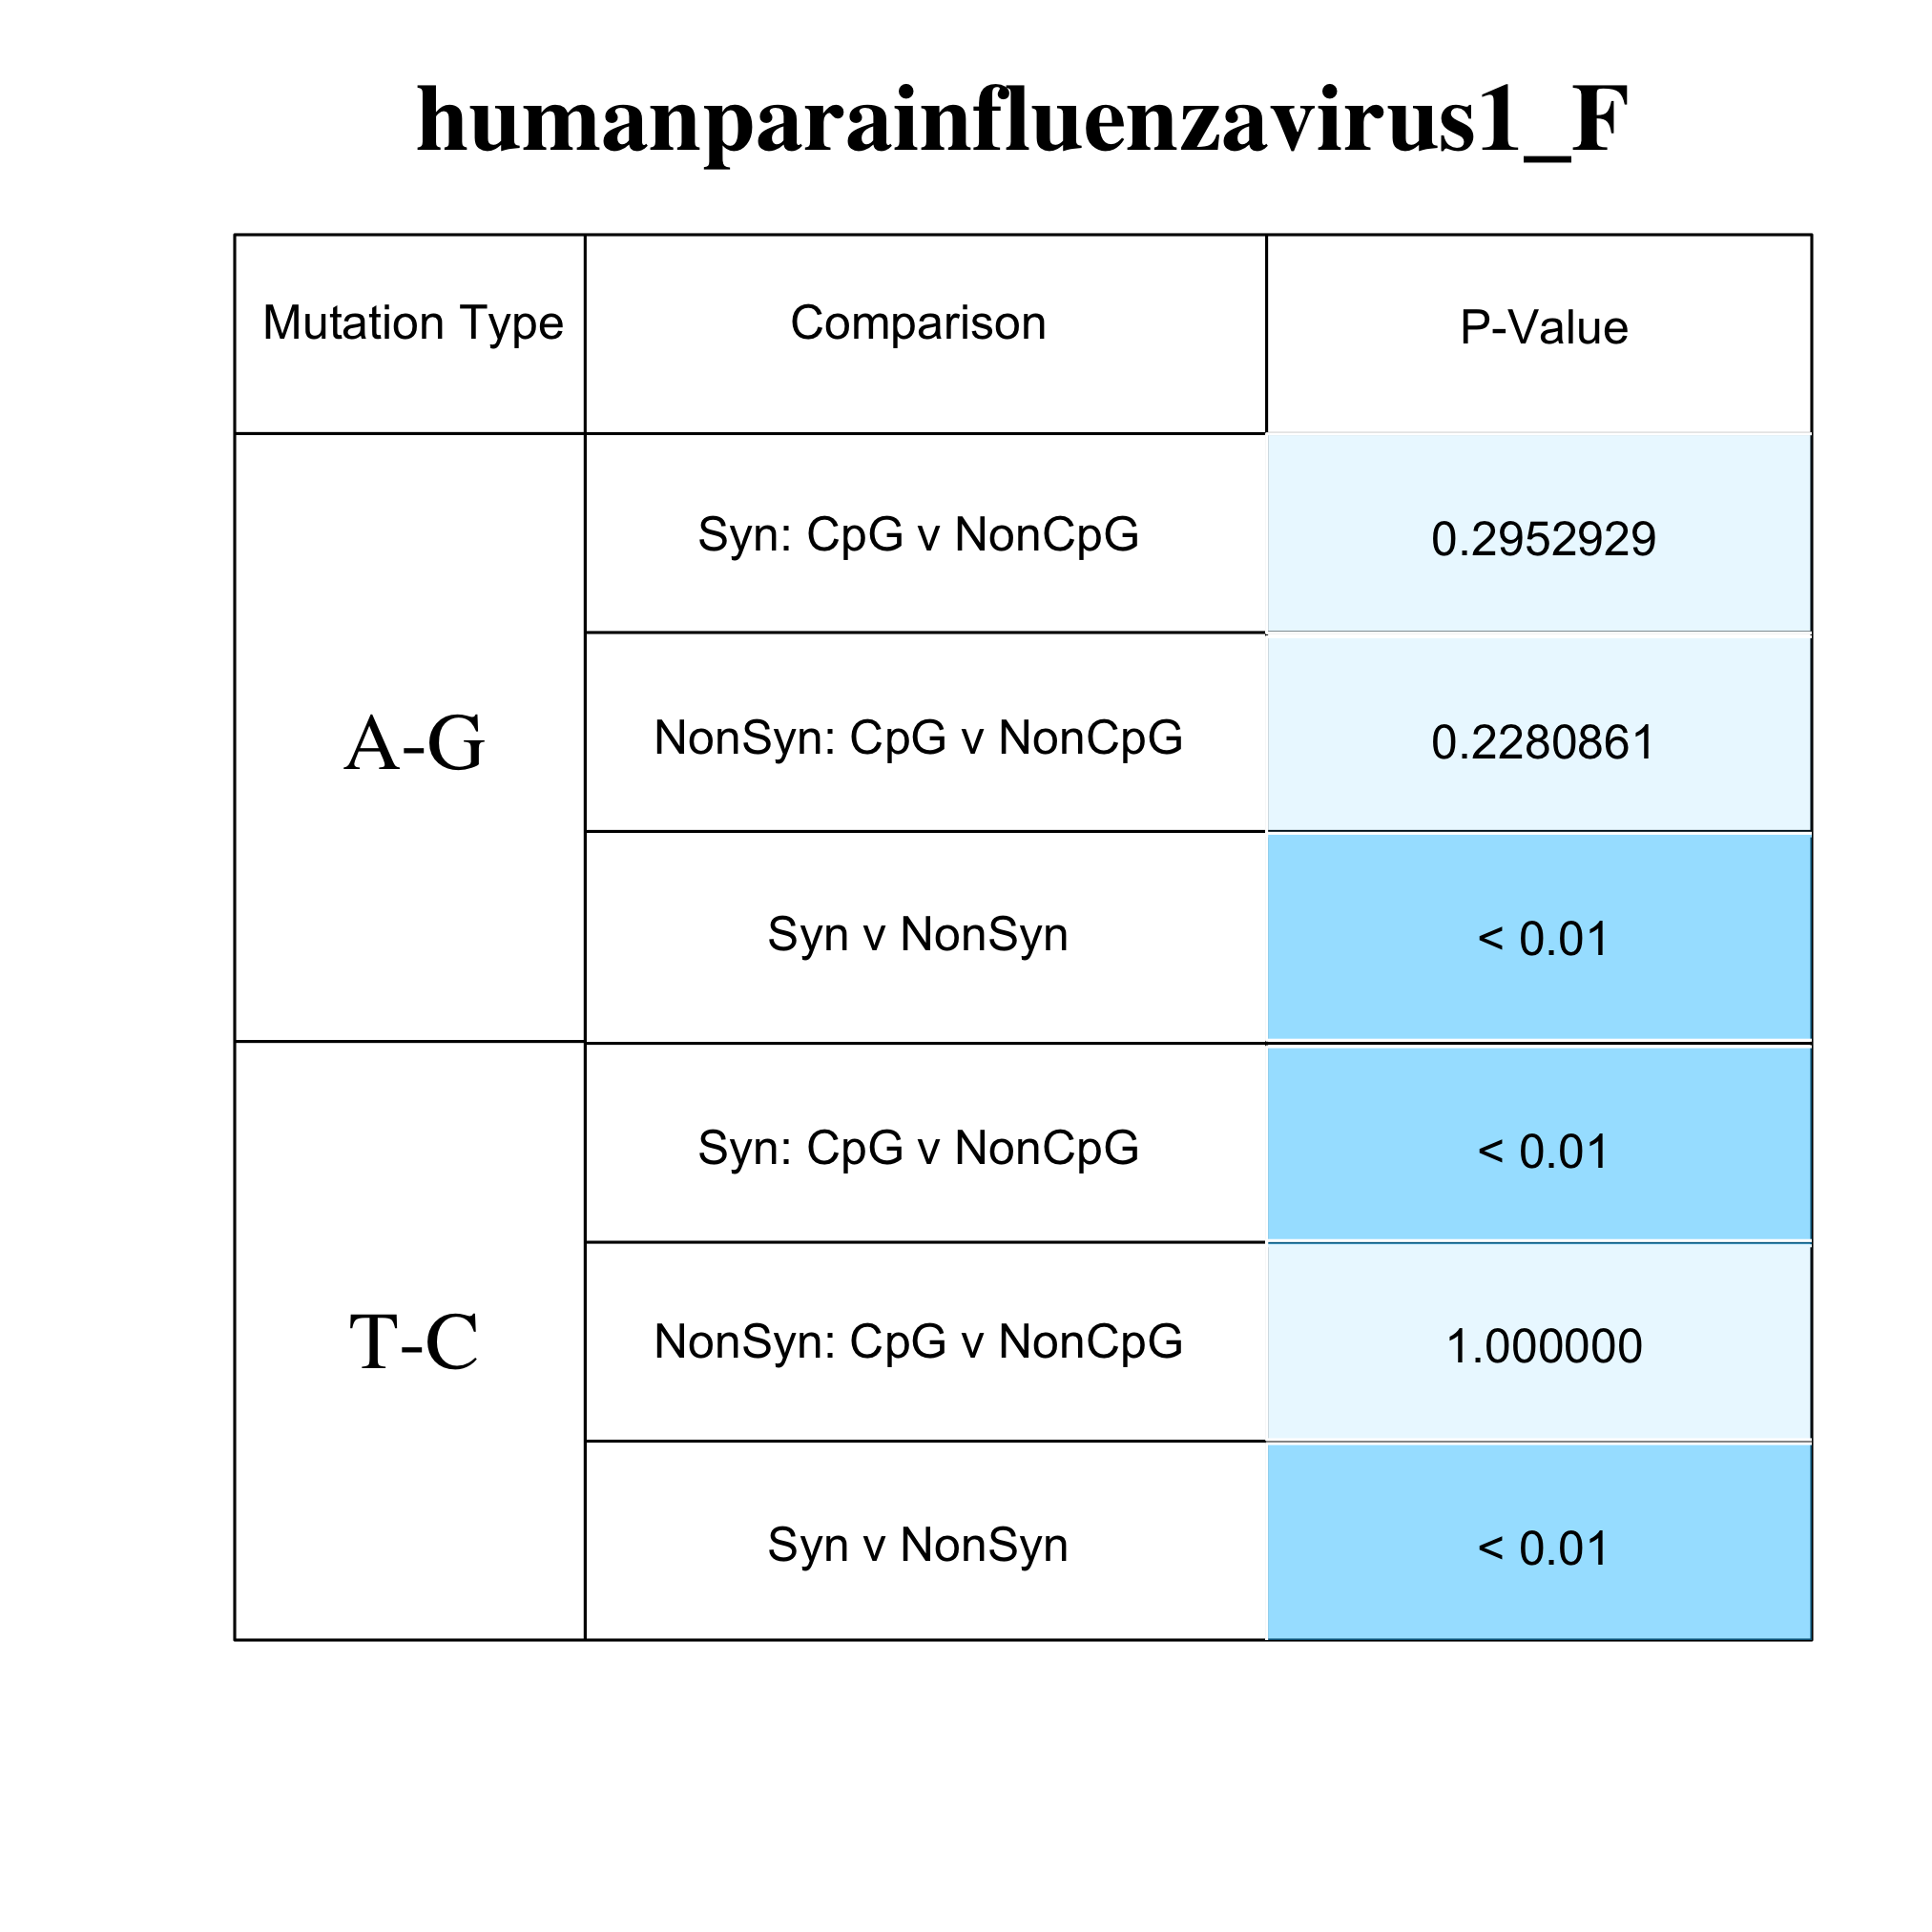 humanparainfluenzavirus1_F
Mutation Type Comparison P-Value
A-G
Syn: CpG v NonCpG 0.2952929
NonSyn: CpG v NonCpG 0.2280861
Syn v NonSyn < 0.01
T-C
Syn: CpG v NonCpG < 0.01
NonSyn: CpG v NonCpG 1.000000
Syn v NonSyn < 0.01